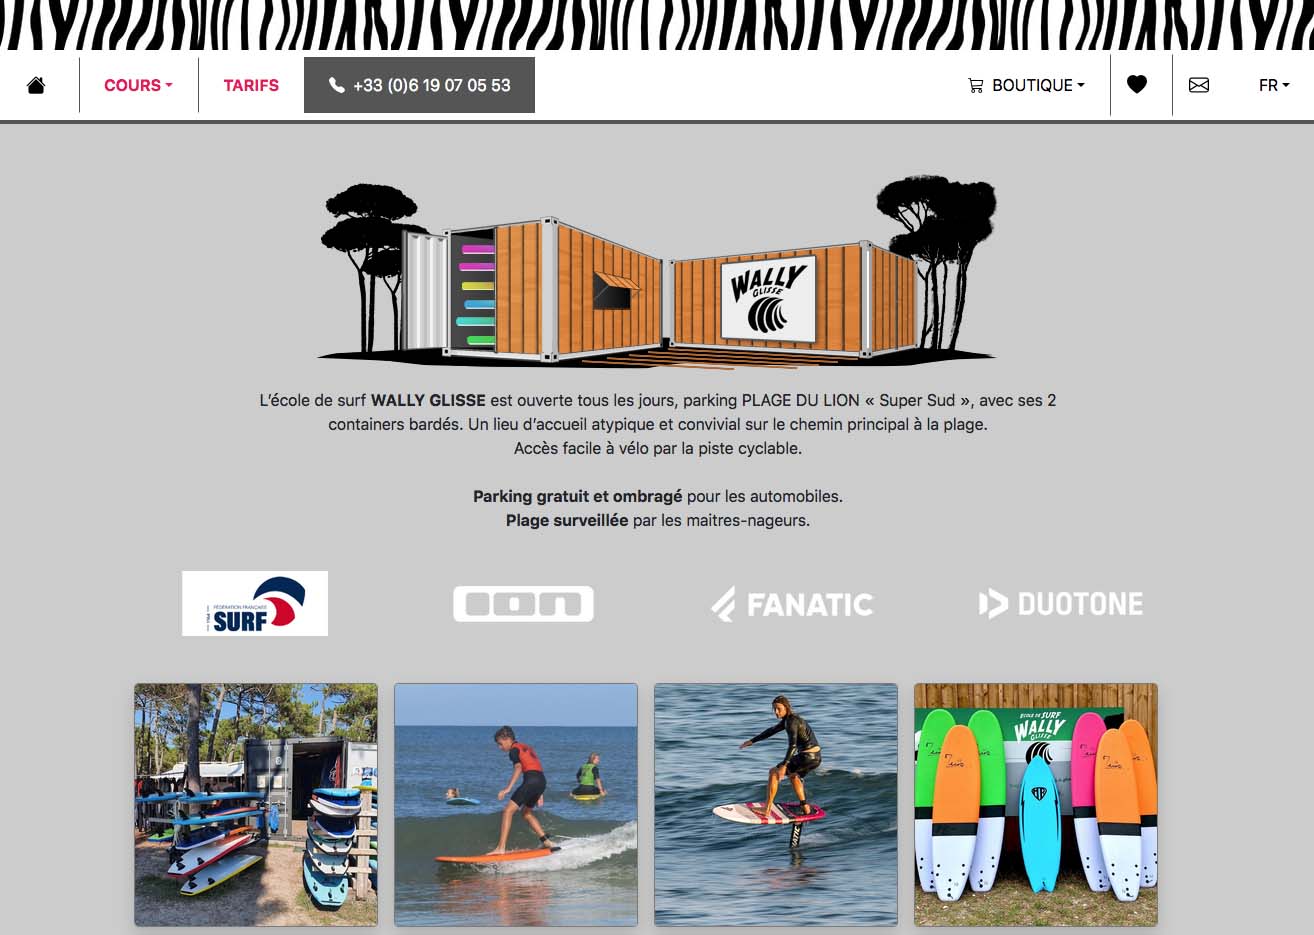 COURS
TARIFS
+33 (0)6 19 07 05 53
BOUTIQUE
FR
WALLY
GLISSE
L’école de surf WALLY GLISSE est ouverte tous les jours, parking PLAGE DU LION « Super Sud », avec ses 2
containers bardés. Un lieu d’accueil atypique et convivial sur le chemin principal à la plage.
Accès facile à vélo par la piste cyclable.
Parking gratuit et ombragé pour les automobiles.
Plage surveillée par les maitres-nageurs.
FÉDÉRATION FRANÇAISE
SURF
ION
FANATIC
DUOTONE
ECOLE DE SURF
WALLY
GLISSE